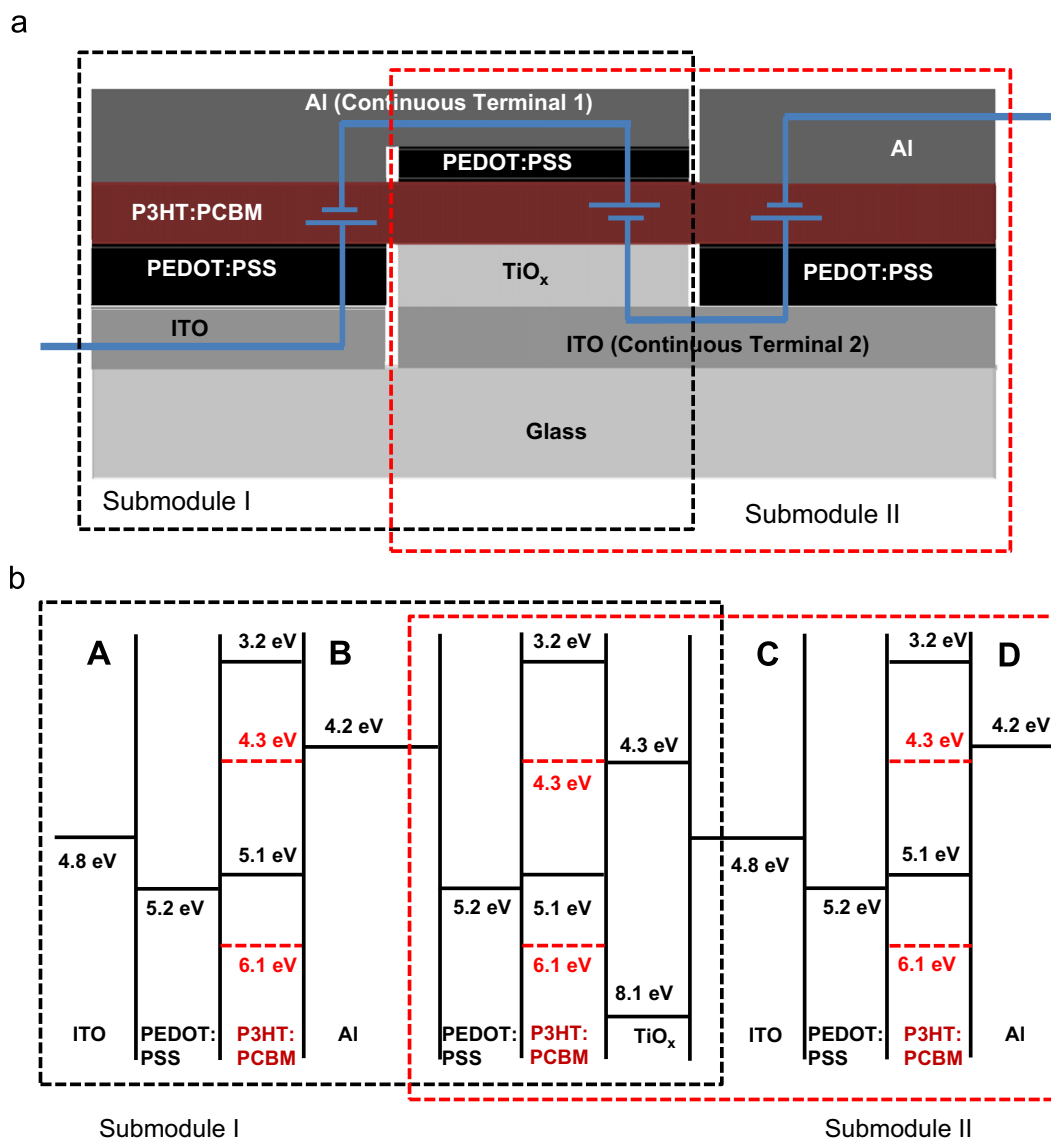 a
Al (Continuous Terminal 1)
PEDOT:PSS
Al
P3HT:PCBM
PEDOT:PSS
TiOx
PEDOT:PSS
ITO
ITO (Continuous Terminal 2)
Glass
Submodule I
Submodule II
b
A
3.2 eV
B
3.2 eV
C
3.2 eV
D
4.2 eV
4.3 eV
4.3 eV
4.3 eV
4.3 eV
4.2 eV
4.8 eV
5.1 eV
5.2 eV
6.1 eV
5.2 eV
5.1 eV
6.1 eV
8.1 eV
4.8 eV
5.2 eV
5.1 eV
6.1 eV
ITO
PEDOT:
PSS
P3HT:
PCBM
Al
PEDOT:
PSS
P3HT:
PCBM
TiOx
ITO
PEDOT:
PSS
P3HT:
PCBM
Al
Submodule I
Submodule II